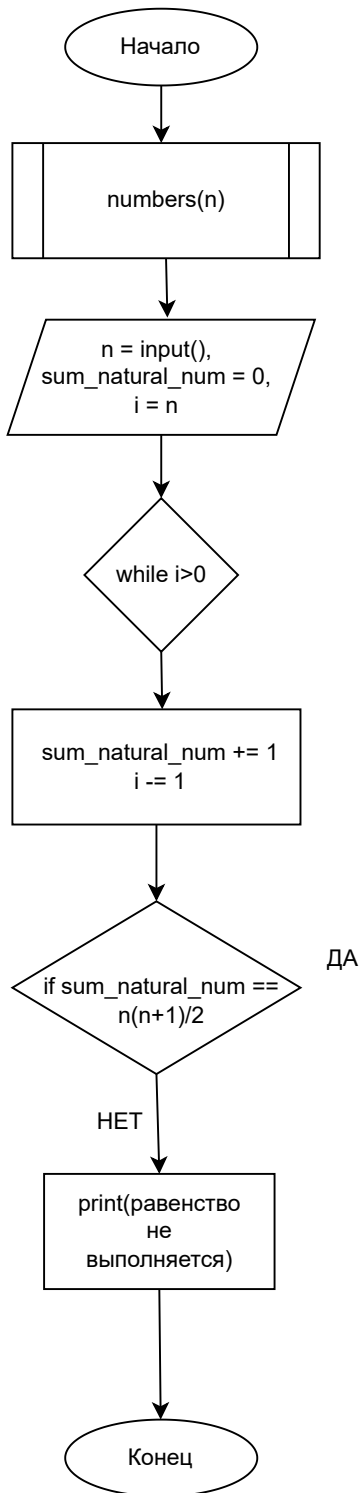 Начало
numbers(n)
n = input(),
sum_natural_num = 0,
i = n
while i>0
sum_natural_num += 1
i -= 1
if sum_natural_num ==
n(n+1)/2
ДА
НЕТ
print(равенство
не
выполняется)
Конец